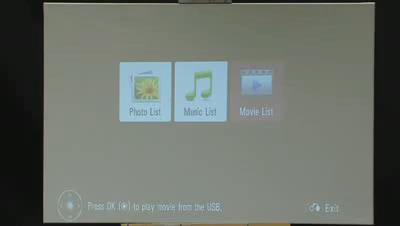 Photo List
Music List
Movie List
Press OK (◉) to play movie from the USB.
Exit